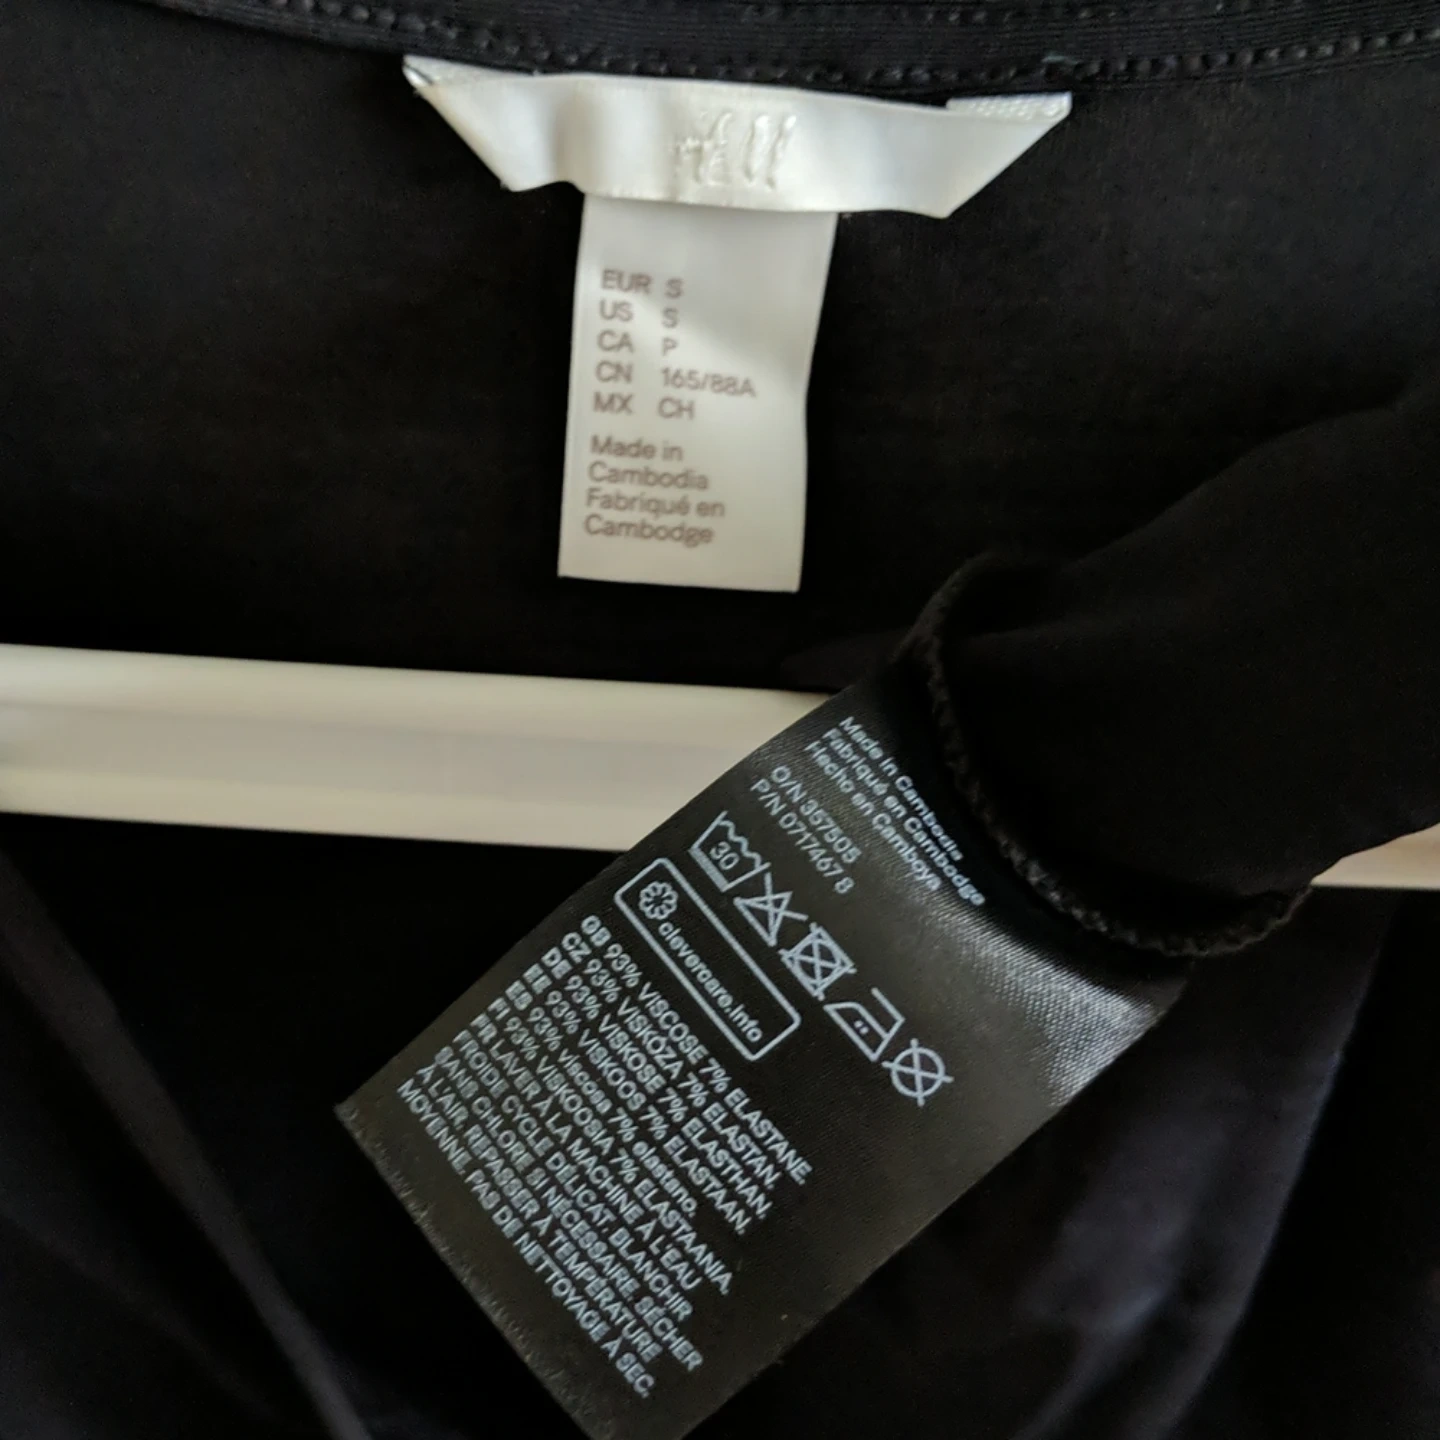 H&M
EUR S
US S
CA P
CN 165/88A
MX CH
Made in
Cambodia
Fabriqué en
Cambodge
Made in Cambodia
Fabriqué en Cambodge
Hecho en Camboya
O/N 357505
P/N 0717467 8
30
clevercare.info
GB 93% VISCOSE 7% ELASTANE
CZ 93% VISKÓZA 7% ELASTAN.
DE 93% VISKOSE 7% ELASTHAN.
EE 93% VISKOOS 7% ELASTAAN.
ES 93% viscosa 7% elastano.
FI 93% VISKOOSIA 7% ELASTAANIA.
FR LAVER À LA MACHINE À L'EAU
FROIDE CYCLE DÉLICAT, BLANCHIR
SANS CHLORE SI NÉCESSAIRE, SÉCHER
À L'AIR, REPASSER À TEMPÉRATURE
MOYENNE, PAS DE NETTOYAGE À SEC.